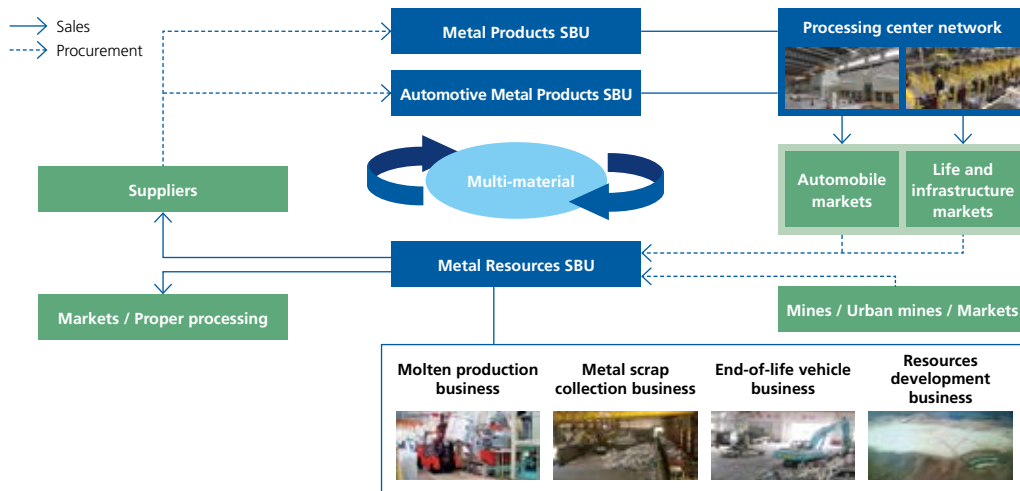 Sales
Procurement
Metal Products SBU
Automotive Metal Products SBU
Processing center network
Multi-material
Suppliers
Automobile
markets
Life and
infrastructure
markets
Metal Resources SBU
Markets / Proper processing
Mines / Urban mines / Markets
Molten production
business
Metal scrap
collection business
End-of-life vehicle
business
Resources
development
business